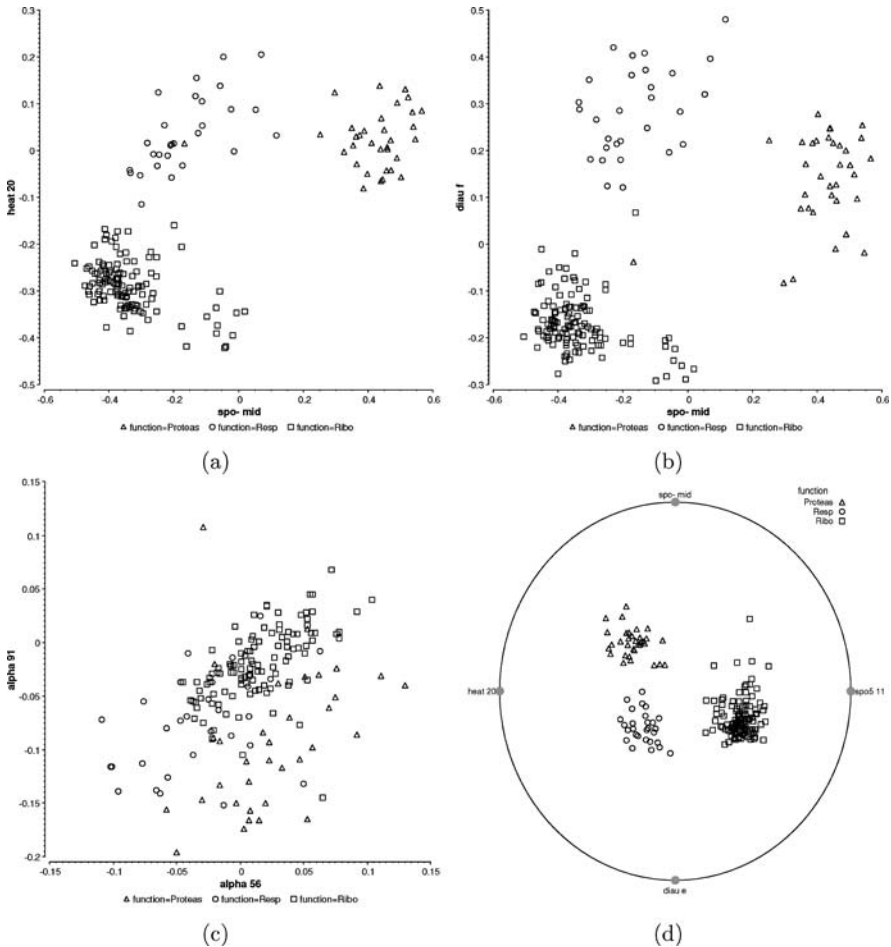 0.3
0.2
0.1
0
-0.1
-0.2
-0.3
-0.4
-0.5
heat 20
-0.6 -0.4 -0.2 0 0.2 0.4 0.6
spo- mid
△ function=Proteas ○ function=Resp □ function=Ribo
(a)
0.5
0.4
0.3
0.2
0.1
0
-0.1
-0.2
-0.3
diau f
-0.6 -0.4 -0.2 0 0.2 0.4 0.6
spo- mid
△ function=Proteas ○ function=Resp □ function=Ribo
(b)
0.15
0.1
0.05
0
-0.05
-0.1
-0.15
-0.2
alpha 91
-0.15 -0.1 -0.05 0 0.05 0.1 0.15
alpha 56
△ function=Proteas ○ function=Resp □ function=Ribo
(c)
spo- mid
function
Proteas △
Resp ○
Ribo □
heat 20
spo5 11
diau e
(d)